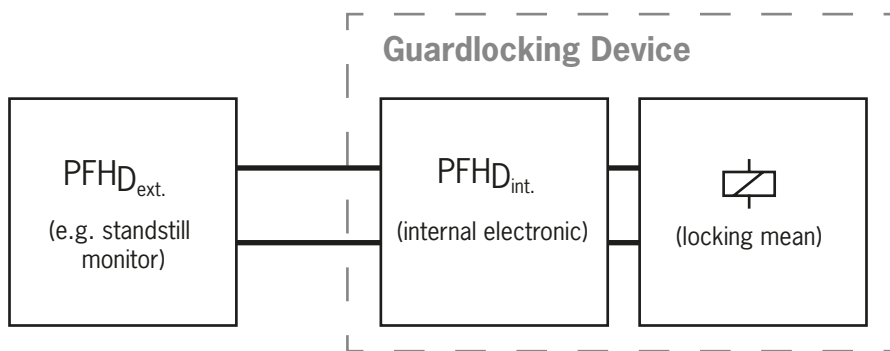 Guardlocking Device
PFHDext.
(e.g. standstill
monitor)
PFHDint.
(internal electronic)
(locking mean)